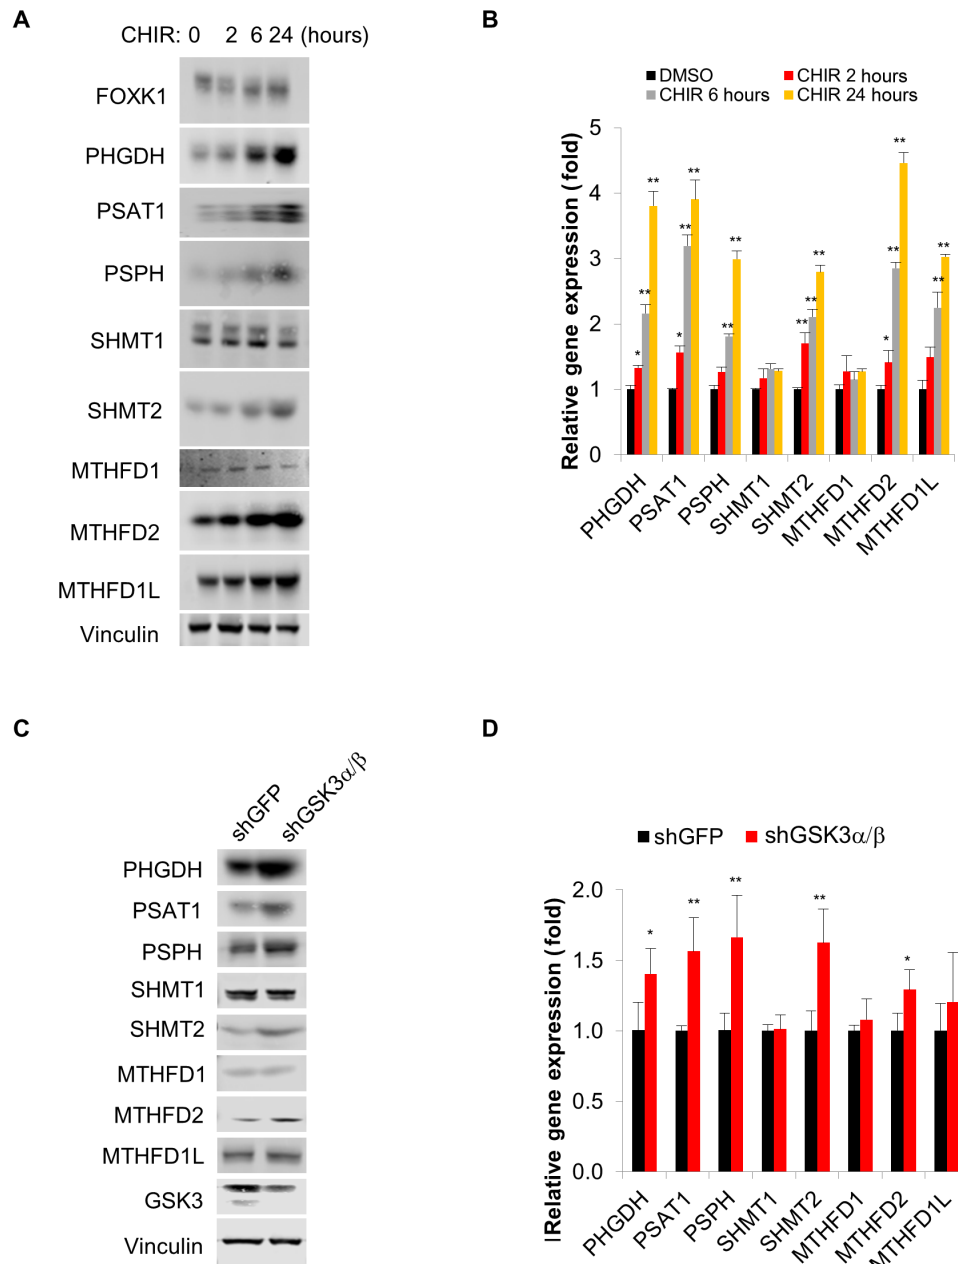 A
CHIR: 0 2 6 24 (hours)
FOXK1
PHGDH
PSAT1
PSPH
SHMT1
SHMT2
MTHFD1
MTHFD2
MTHFD1L
Vinculin
B
DMSO CHIR 2 hours
CHIR 6 hours CHIR 24 hours
Relative gene expression (fold)
5
4
3
2
1
0
* ** **
* ** **
** **
** ** **
* ** **
** **
PHGDH
PSAT1
PSPH
SHMT1
SHMT2
MTHFD1
MTHFD2
MTHFD1L
C
shGFP
shGSK3α/β
PHGDH
PSAT1
PSPH
SHMT1
SHMT2
MTHFD1
MTHFD2
MTHFD1L
GSK3
Vinculin
D
shGFP shGSK3α/β
|Relative gene expression (fold)
2.0
1.5
1.0
0.5
0.0
* ** ** ** *
PHGDH
PSAT1
PSPH
SHMT1
SHMT2
MTHFD1
MTHFD2
MTHFD1L